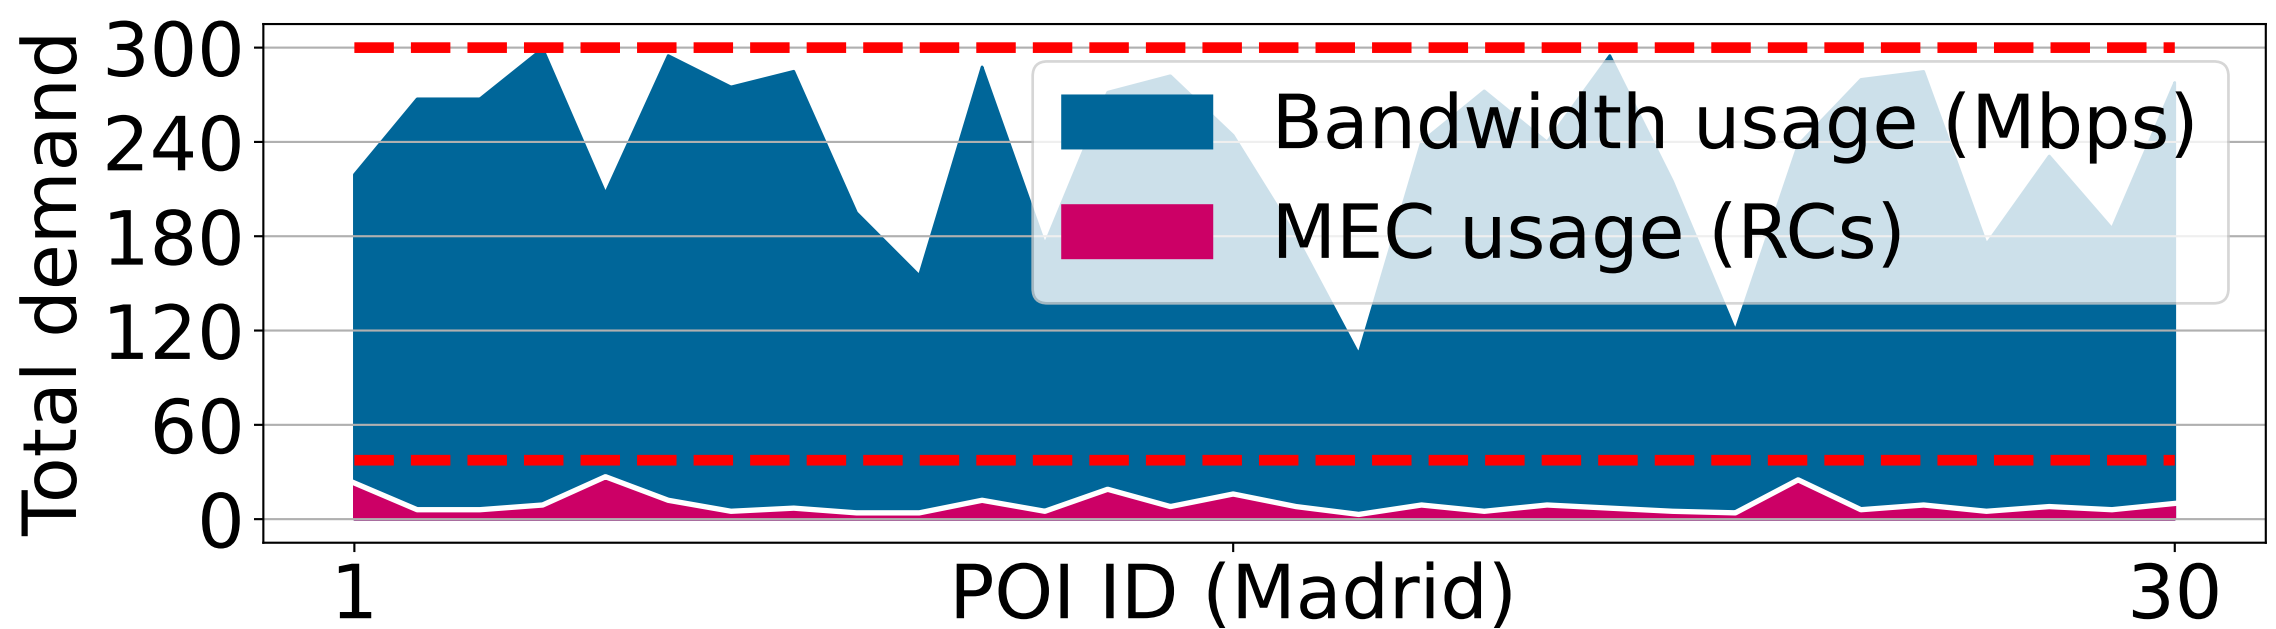 Total demand
300
240
180
120
60
0
Bandwidth usage (Mbps)
MEC usage (RCs)
1
POI ID (Madrid)
30